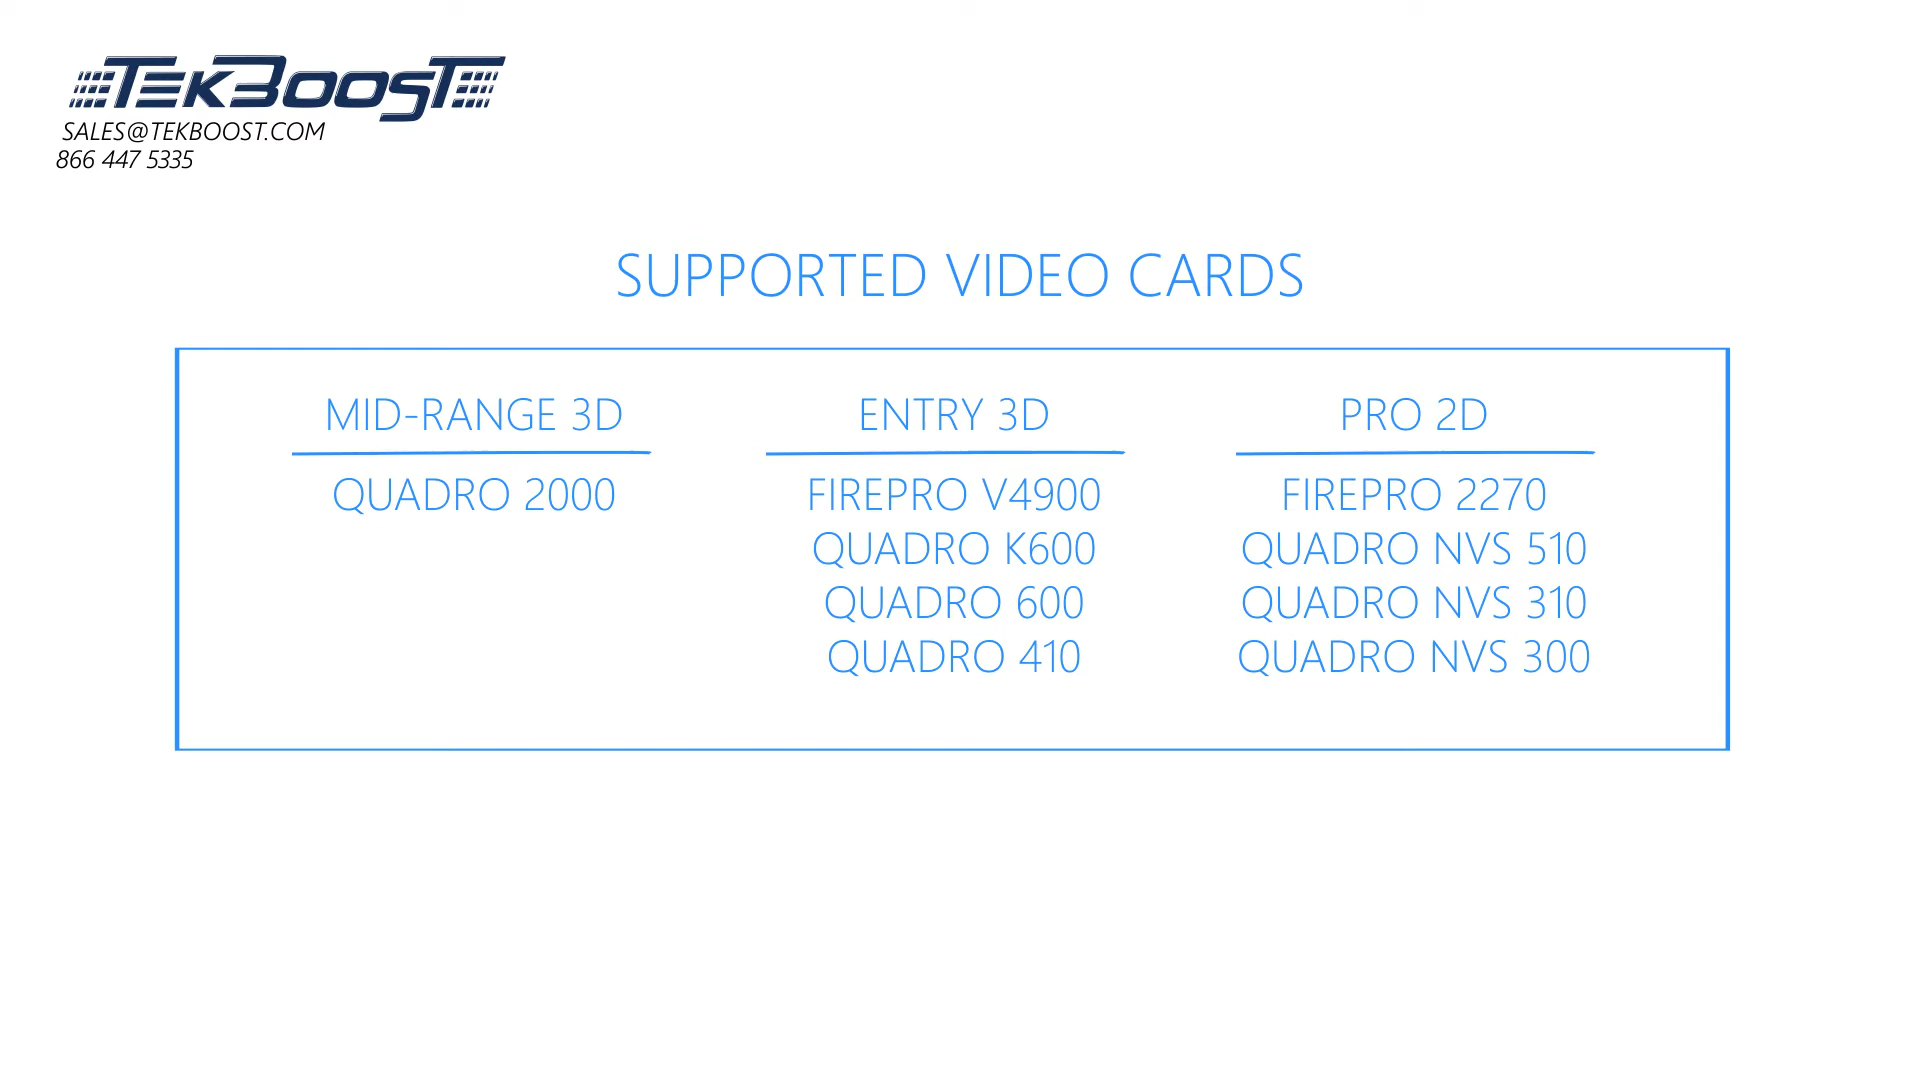 TEKBOOST
SALES@TEKBOOST.COM
866 447 5335
SUPPORTED VIDEO CARDS
MID-RANGE 3D
QUADRO 2000
ENTRY 3D
FIREPRO V4900
QUADRO K600
QUADRO 600
QUADRO 410
PRO 2D
FIREPRO 2270
QUADRO NVS 510
QUADRO NVS 310
QUADRO NVS 300